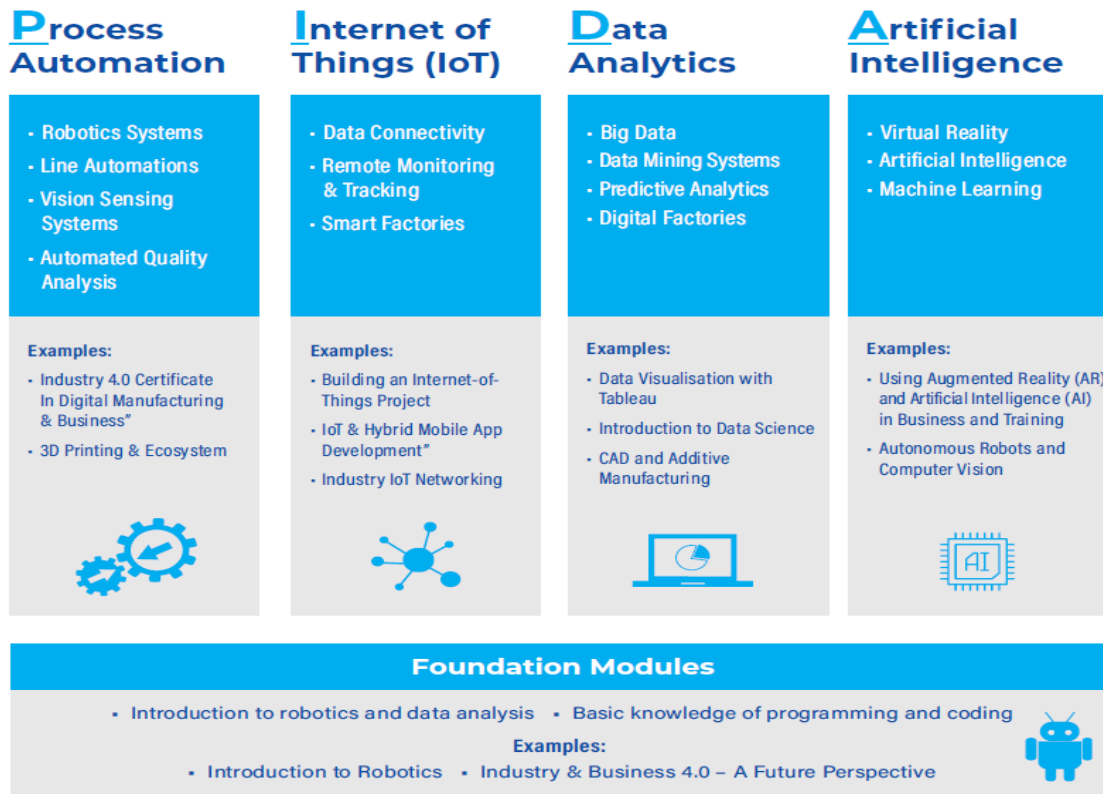 Process
Automation
- Robotics Systems
- Line Automations
- Vision Sensing
Systems
- Automated Quality
Analysis
Examples:
- Industry 4.0 Certificate
In Digital Manufacturing
& Business”
- 3D Printing & Ecosystem
Internet of
Things (IoT)
- Data Connectivity
- Remote Monitoring
& Tracking
- Smart Factories
Examples:
- Building an Internet-of-
Things Project
- IoT & Hybrid Mobile App
Development”
- Industry IoT Networking
Data
Analytics
- Big Data
- Data Mining Systems
- Predictive Analytics
- Digital Factories
Examples:
- Data Visualisation with
Tableau
- Introduction to Data Science
- CAD and Additive
Manufacturing
Artificial
Intelligence
- Virtual Reality
- Artificial Intelligence
- Machine Learning
Examples:
- Using Augmented Reality (AR)
and Artificial Intelligence (AI)
in Business and Training
- Autonomous Robots and
Computer Vision
AI
Foundation Modules
▪ Introduction to robotics and data analysis ▪ Basic knowledge of programming and coding
Examples:
▪ Introduction to Robotics ▪ Industry & Business 4.0 – A Future Perspective